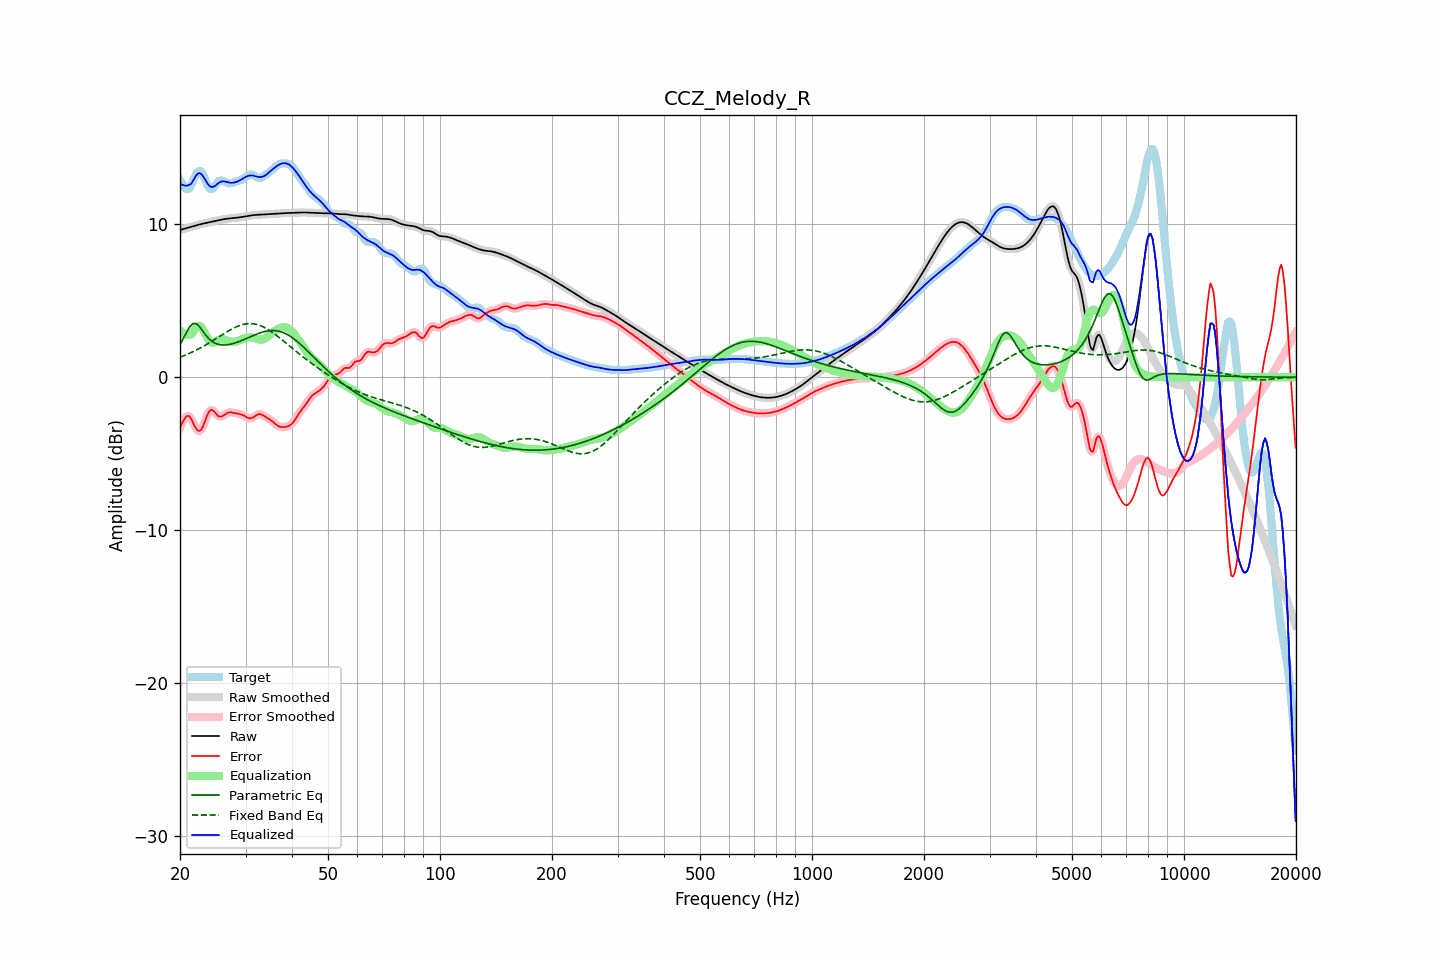 CCZ_Melody_R
Amplitude (dBr)
10
0
−10
−20
−30
Target
Raw Smoothed
Error Smoothed
Raw
Error
Equalization
Parametric Eq
Fixed Band Eq
Equalized
20 50 100 200 500 1000 2000 5000 10000 20000
Frequency (Hz)